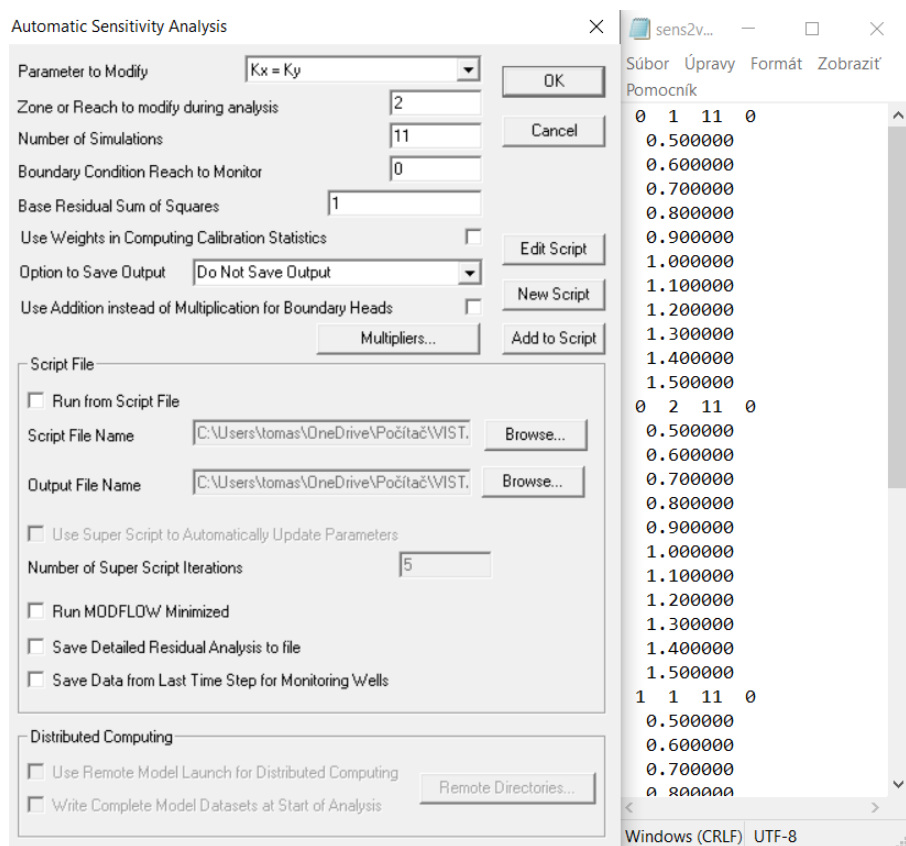 Automatic Sensitivity Analysis
Parameter to Modify Kx = Ky
Zone or Reach to modify during analysis 2
Number of Simulations 11
Boundary Condition Reach to Monitor 0
Base Residual Sum of Squares 1
Use Weights in Computing Calibration Statistics
Option to Save Output Do Not Save Output
Use Addition instead of Multiplication for Boundary Heads
Multipliers...
OK
Cancel
Edit Script
New Script
Add to Script
Script File
Run from Script File
Script File Name C:\Users\tomas\OneDrive\Počítač\VIST. Browse...
Output File Name C:\Users\tomas\OneDrive\Počítač\VIST. Browse...
Use Super Script to Automatically Update Parameters
Number of Super Script Iterations 5
Run MODFLOW Minimized
Save Detailed Residual Analysis to file
Save Data from Last Time Step for Monitoring Wells
Distributed Computing
Use Remote Model Launch for Distributed Computing
Write Complete Model Datasets at Start of Analysis
Remote Directories...
sens2v...
Súbor Úpravy Formát Zobraziť
Pomocník
0 1 11 0
0.500000
0.600000
0.700000
0.800000
0.900000
1.000000
1.100000
1.200000
1.300000
1.400000
1.500000
0 2 11 0
0.500000
0.600000
0.700000
0.800000
0.900000
1.000000
1.100000
1.200000
1.300000
1.400000
1.500000
1 1 11 0
0.500000
0.600000
0.700000
0.800000
Windows (CRLF) UTF-8